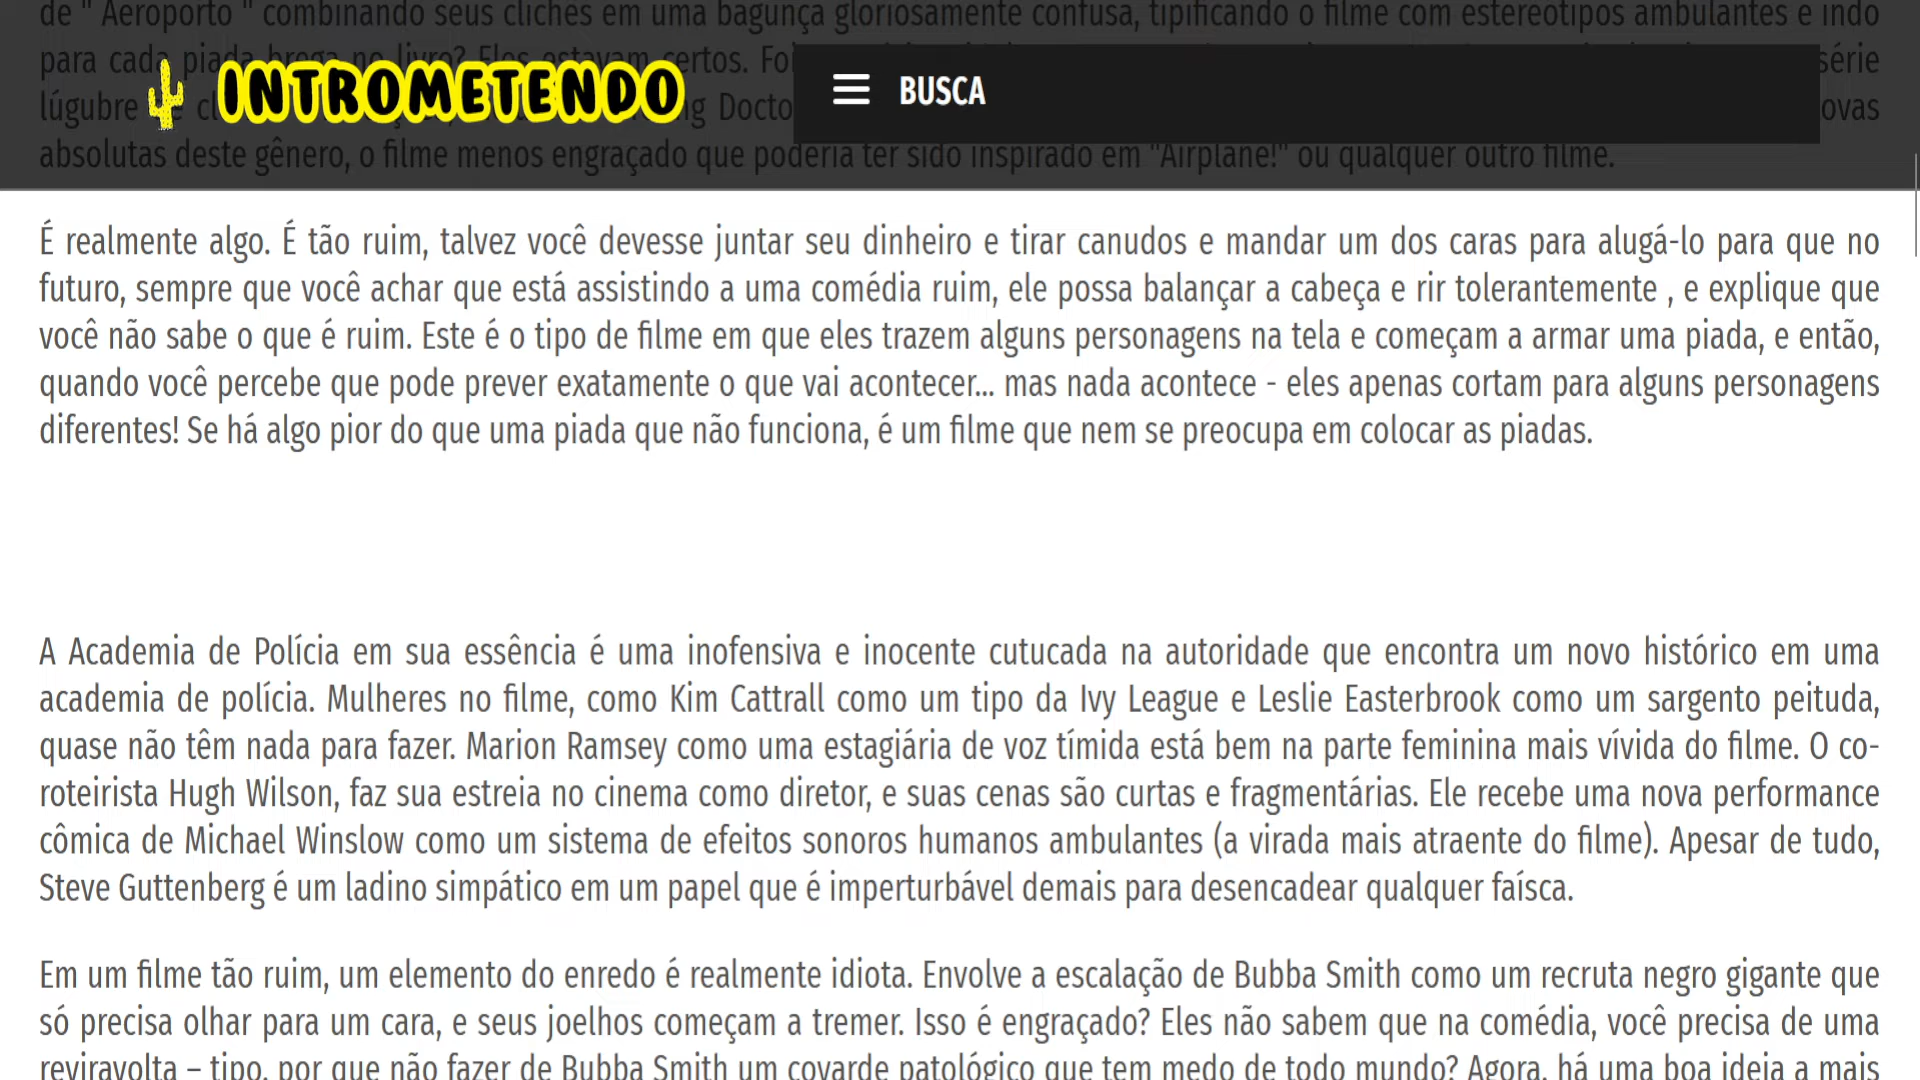 de " Aeroporto " combinando seus clichês em uma bagunça gloriosamente confusa, tipificando o filme com estereótipos ambulantes e indo
para cada piada brega no livro? Eles estavam certos. Foi série
INTROMETENDO
BUSCA
lúgubre Docto ovas
absolutas deste gênero, o filme menos engraçado que poderia ter sido inspirado em "Airplane!" ou qualquer outro filme.
É realmente algo. É tão ruim, talvez você devesse juntar seu dinheiro e tirar canudos e mandar um dos caras para alugá-lo para que no
futuro, sempre que você achar que está assistindo a uma comédia ruim, ele possa balançar a cabeça e rir tolerantemente , e explique que
você não sabe o que é ruim. Este é o tipo de filme em que eles trazem alguns personagens na tela e começam a armar uma piada, e então,
quando você percebe que pode prever exatamente o que vai acontecer... mas nada acontece - eles apenas cortam para alguns personagens
diferentes! Se há algo pior do que uma piada que não funciona, é um filme que nem se preocupa em colocar as piadas.
A Academia de Polícia em sua essência é uma inofensiva e inocente cutucada na autoridade que encontra um novo histórico em uma
academia de polícia. Mulheres no filme, como Kim Cattrall como um tipo da Ivy League e Leslie Easterbrook como um sargento peituda,
quase não têm nada para fazer. Marion Ramsey como uma estagiária de voz tímida está bem na parte feminina mais vívida do filme. O co-
roteirista Hugh Wilson, faz sua estreia no cinema como diretor, e suas cenas são curtas e fragmentárias. Ele recebe uma nova performance
cômica de Michael Winslow como um sistema de efeitos sonoros humanos ambulantes (a virada mais atraente do filme). Apesar de tudo,
Steve Guttenberg é um ladino simpático em um papel que é imperturbável demais para desencadear qualquer faísca.
Em um filme tão ruim, um elemento do enredo é realmente idiota. Envolve a escalação de Bubba Smith como um recruta negro gigante que
só precisa olhar para um cara, e seus joelhos começam a tremer. Isso é engraçado? Eles não sabem que na comédia, você precisa de uma
reviravolta – tipo, por que não fazer de Bubba Smith um covarde patológico que tem medo de todo mundo? Agora, há uma boa ideia a mais